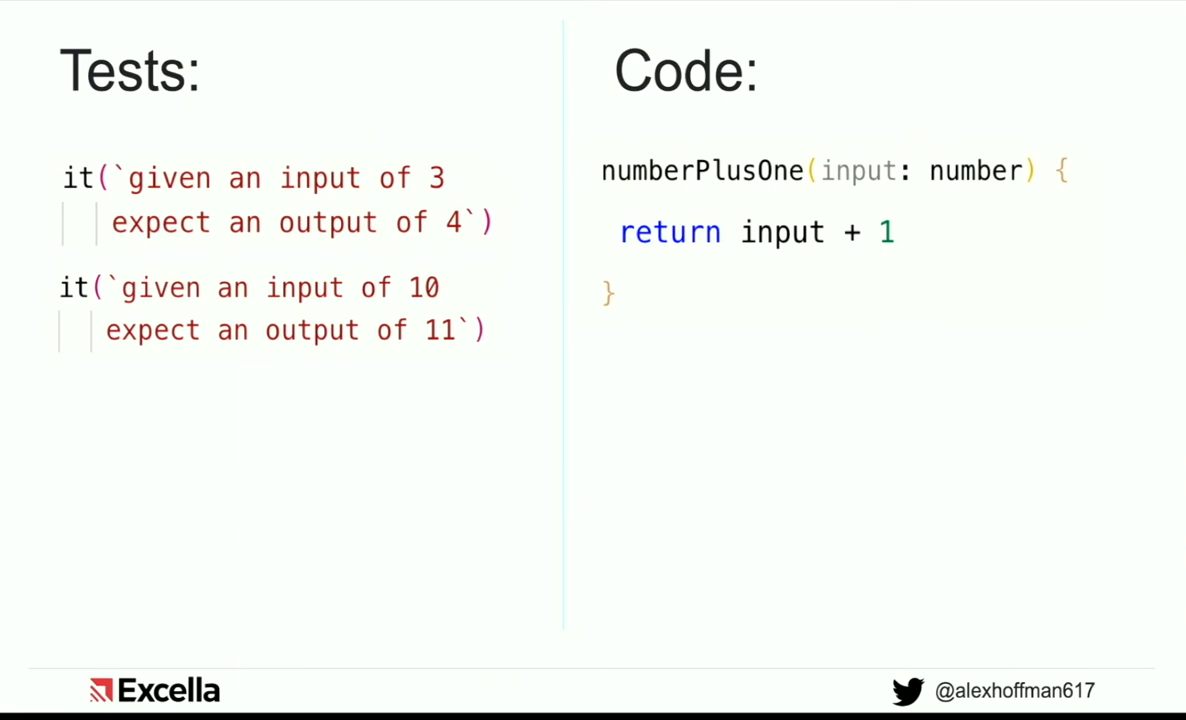 Tests:
it(`given an input of 3
expect an output of 4`)
it(`given an input of 10
expect an output of 11`)
Code:
numberPlusOne(input: number) {
return input + 1
}
Excella
@alexhoffman617